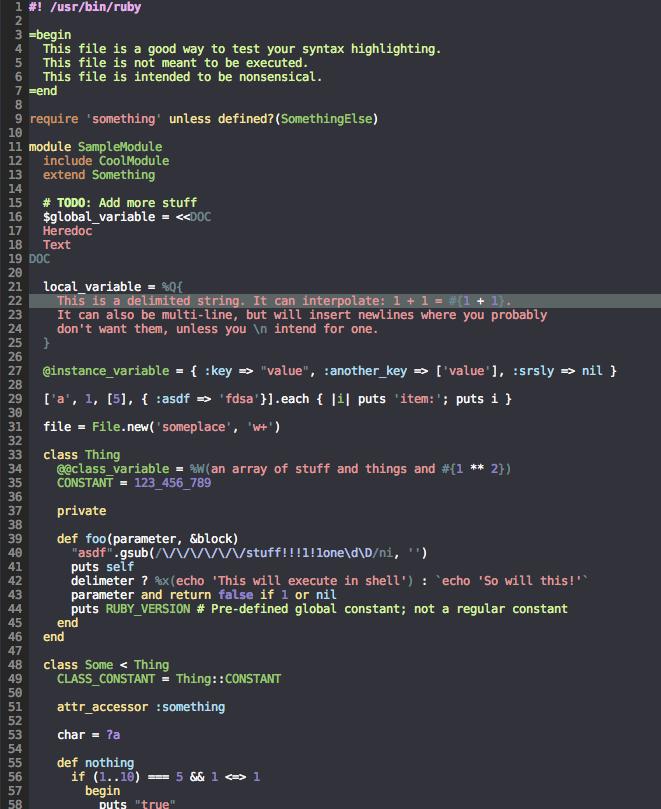 1 #! /usr/bin/ruby
2
3 =begin
4   This file is a good way to test your syntax highlighting.
5   This file is not meant to be executed.
6   This file is intended to be nonsensical.
7 =end
8
9 require 'something' unless defined?(SomethingElse)
10
11 module SampleModule
12   include CoolModule
13   extend Something
14
15   # TODO: Add more stuff
16   $global_variable = <<DOC
17   Heredoc
18   Text
19 DOC
20
21   local_variable = %Q{
22     This is a delimited string. It can interpolate: 1 + 1 = #{1 + 1}.
23     It can also be multi-line, but will insert newlines where you probably
24     don't want them, unless you \n intend for one.
25   }
26
27   @instance_variable = { :key => "value", :another_key => ['value'], :srsly => nil }
28
29   ['a', 1, [5], { :asdf => 'fdsa'}].each { |i| puts 'item:'; puts i }
30
31   file = File.new('someplace', 'w+')
32
33   class Thing
34     @@class_variable = %W(an array of stuff and things and #{1 ** 2})
35     CONSTANT = 123_456_789
36
37     private
38
39     def foo(parameter, &block)
40       "asdf".gsub(/\/\/\/\/\/\/stuff!!!1!1one\d\D/ni, '')
41       puts self
42       delimeter ? %x(echo 'This will execute in shell') : `echo 'So will this!'`
43       parameter and return false if 1 or nil
44       puts RUBY_VERSION # Pre-defined global constant; not a regular constant
45     end
46   end
47
48   class Some < Thing
49     CLASS_CONSTANT = Thing::CONSTANT
50
51     attr_accessor :something
52
53     char = ?a
54
55     def nothing
56       if (1..10) === 5 && 1 <=> 1
57         begin
58           puts "true"